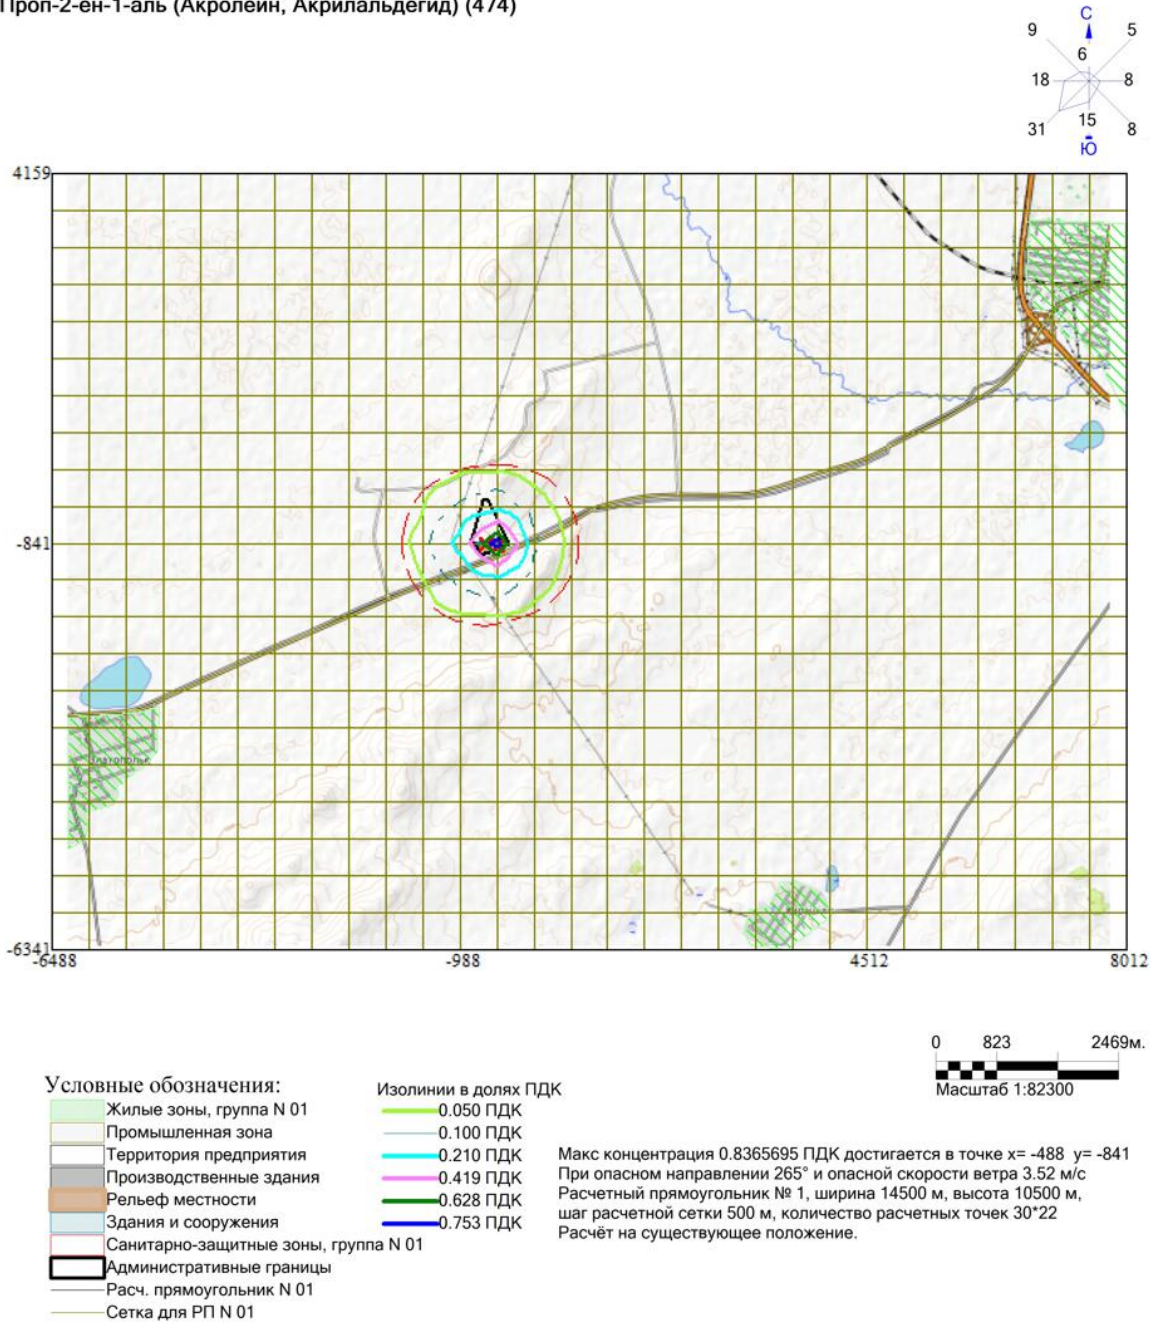 Проп-2-ен-1-аль (Акролеин, Акрилальдегид) (474)
С
9
5
6
18
8
15
31
8
Ю
4159
-841
-6341
-6488
-988
4512
8012
0 823 2469м.
Масштаб 1:82300
Условные обозначения:
Жилые зоны, группа N 01
Промышленная зона
Территория предприятия
Производственные здания
Рельеф местности
Здания и сооружения
Санитарно-защитные зоны, группа N 01
Административные границы
Расч. прямоугольник N 01
Сетка для РП N 01
Изолинии в долях ПДК
0.050 ПДК
0.100 ПДК
0.210 ПДК
0.419 ПДК
0.628 ПДК
0.753 ПДК
Макс концентрация 0.8365695 ПДК достигается в точке x= -488 y= -841
При опасном направлении 265° и опасной скорости ветра 3.52 м/с
Расчетный прямоугольник № 1, ширина 14500 м, высота 10500 м,
шаг расчетной сетки 500 м, количество расчетных точек 30*22
Расчёт на существующее положение.